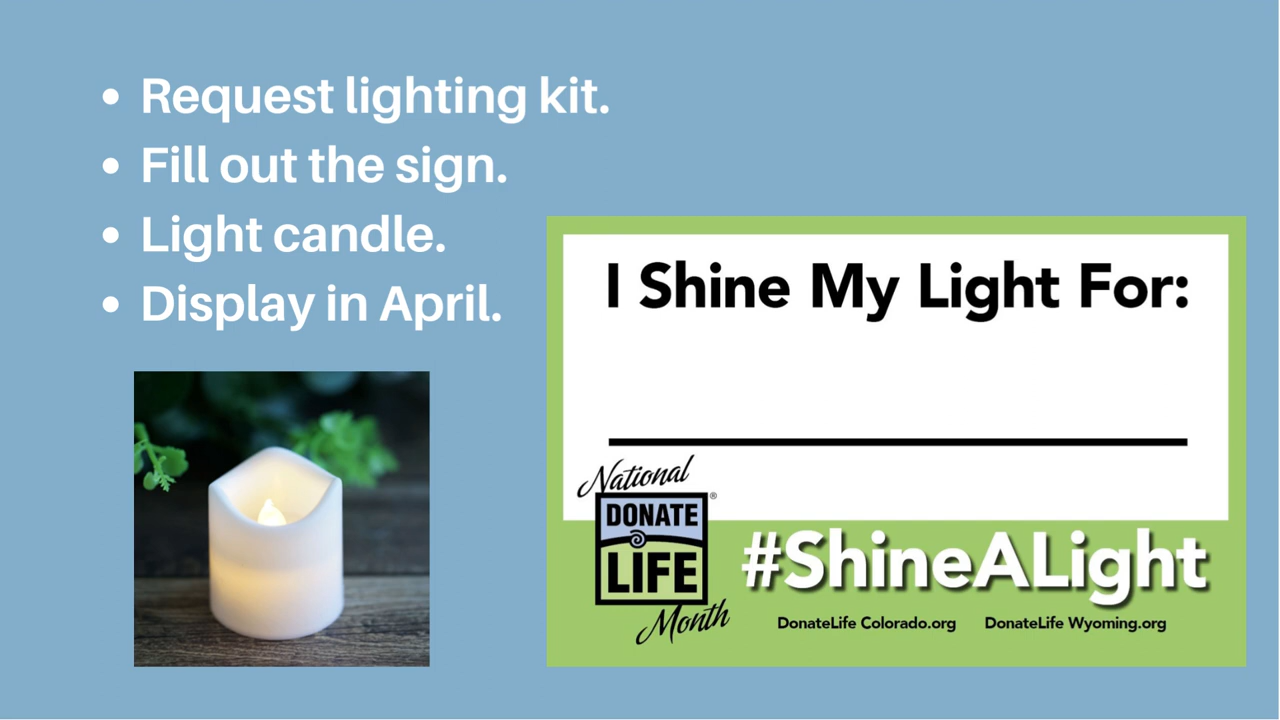 • Request lighting kit.
• Fill out the sign.
• Light candle.
• Display in April.
I Shine My Light For:
National
DONATE
LIFE
®
Month
#ShineALight
DonateLife Colorado.org DonateLife Wyoming.org